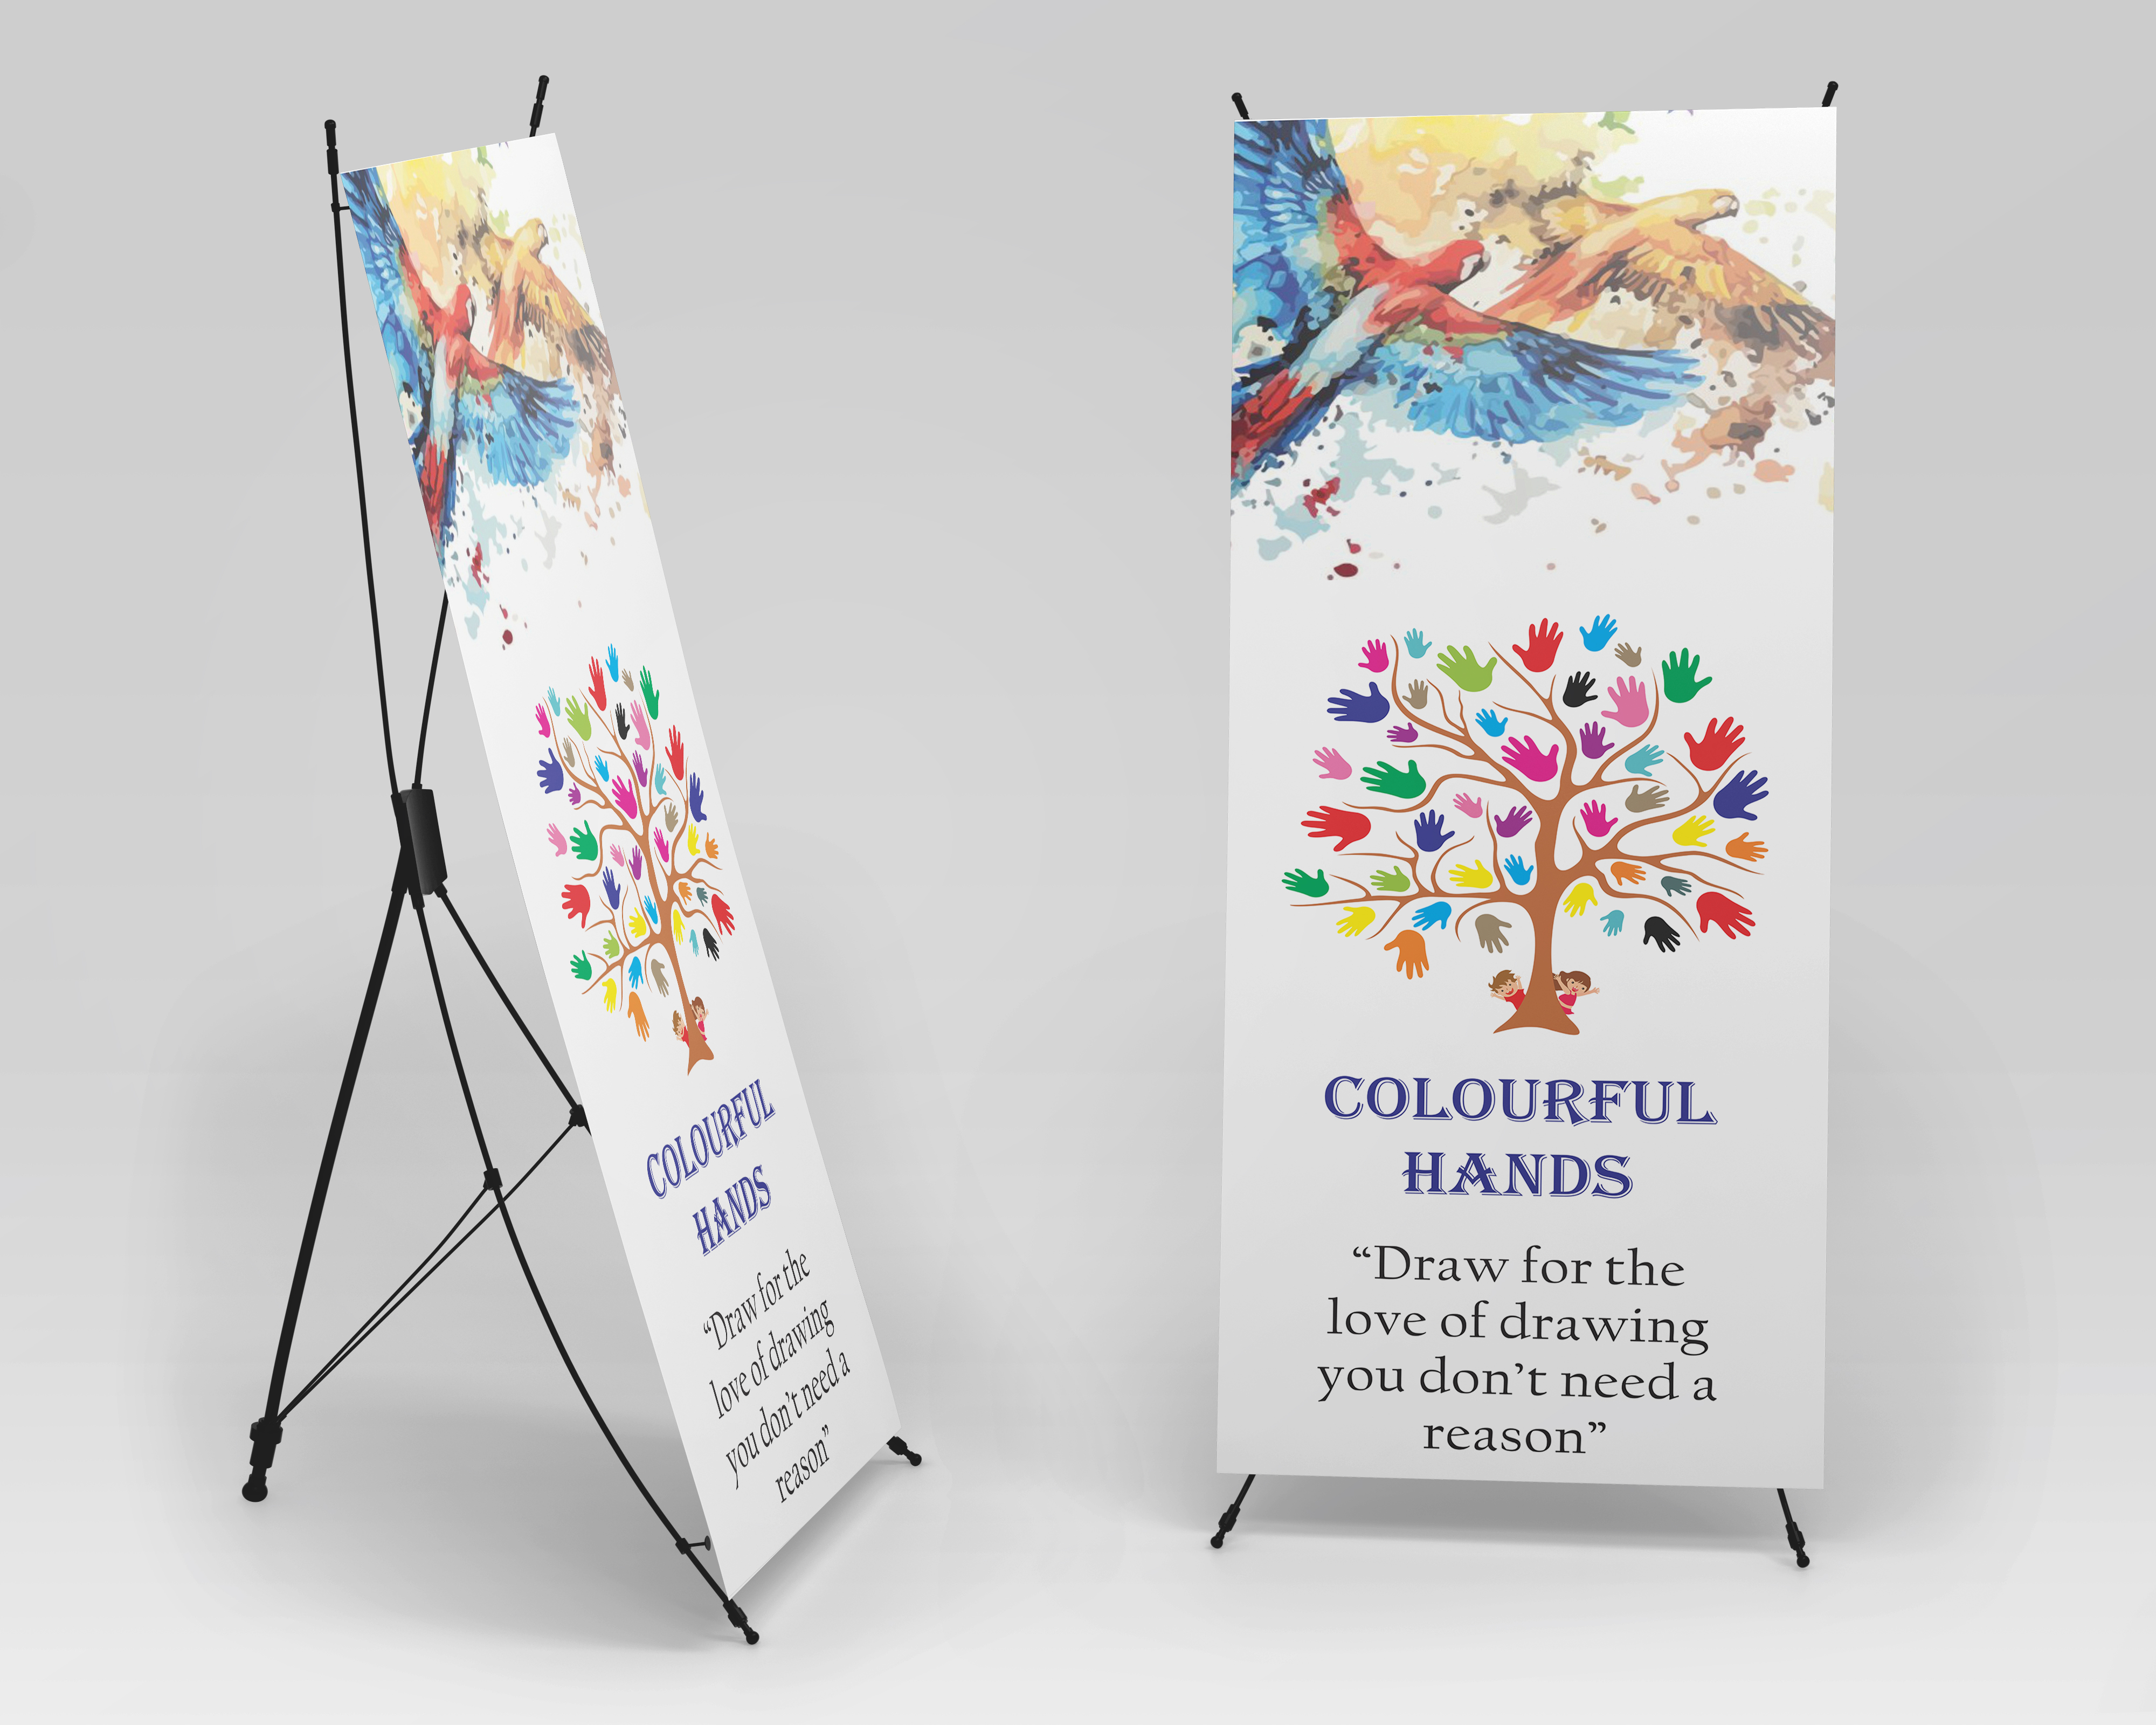 COLOURFUL
HANDS
“Draw for the
love of drawing
you don’t need a
reason”
COLOURFUL
HANDS
“Draw for the
love of drawing
you don’t need a
reason”